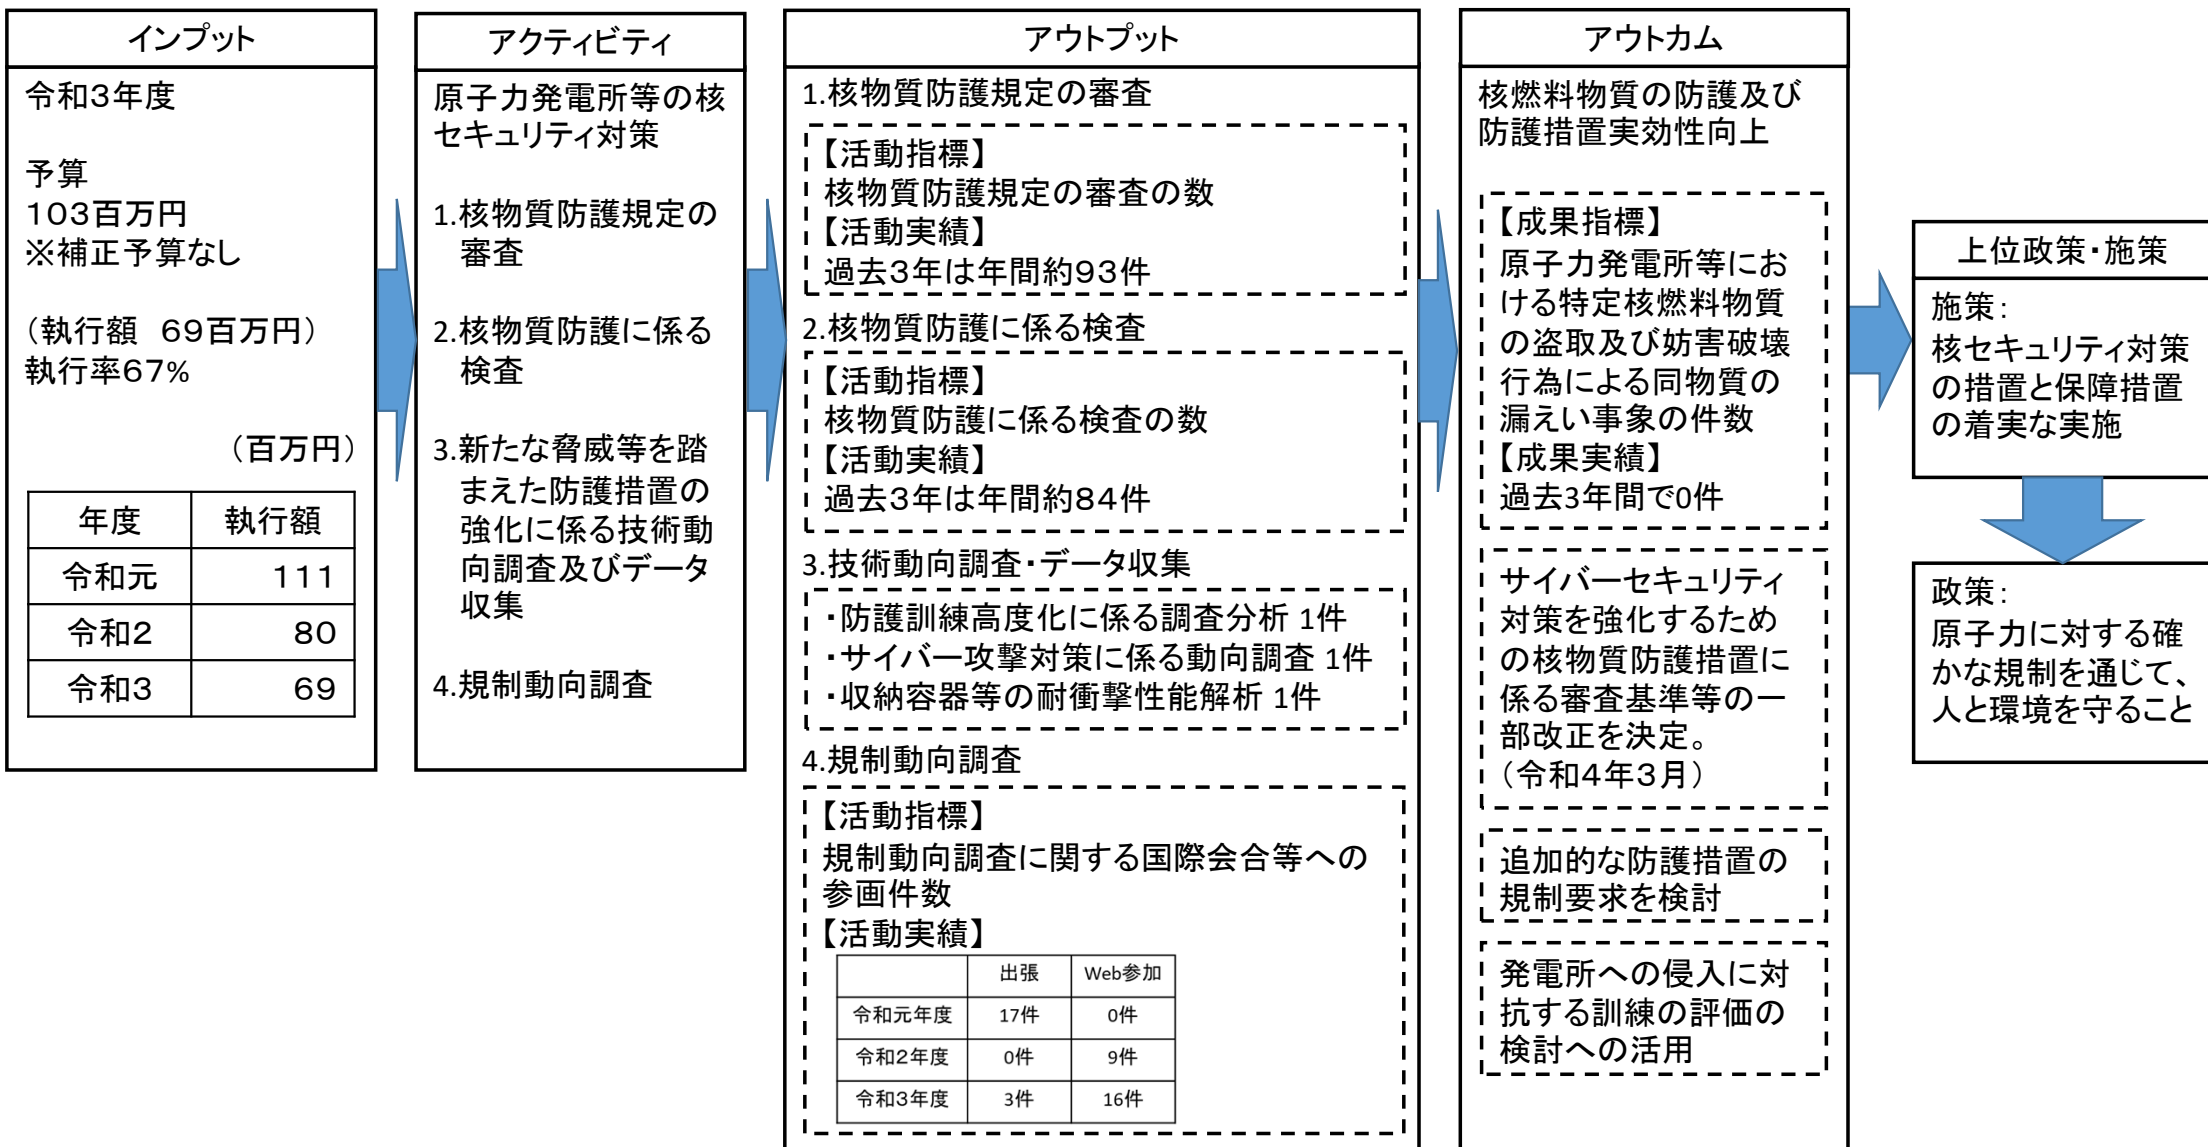 インプット
令和3年度
予算
103百万円
※補正予算なし
（執行額　69百万円）
執行率67%
（百万円）
年度 執行額
令和元 111
令和2 80
令和3 69
アクティビティ
原子力発電所等の核
セキュリティ対策
1.核物質防護規定の
審査
2.核物質防護に係る
検査
3.新たな脅威等を踏
まえた防護措置の
強化に係る技術動
向調査及びデータ
収集
4.規制動向調査
アウトプット
1.核物質防護規定の審査
【活動指標】
核物質防護規定の審査の数
【活動実績】
過去3年は年間約93件
2.核物質防護に係る検査
【活動指標】
核物質防護に係る検査の数
【活動実績】
過去3年は年間約84件
3.技術動向調査・データ収集
・防護訓練高度化に係る調査分析 1件
・サイバー攻撃対策に係る動向調査 1件
・収納容器等の耐衝撃性能解析 1件
4.規制動向調査
【活動指標】
規制動向調査に関する国際会合等への
参画件数
【活動実績】
出張 Web参加
令和元年度 17件 0件
令和2年度 0件 9件
令和3年度 3件 16件
アウトカム
核燃料物質の防護及び
防護措置実効性向上
【成果指標】
原子力発電所等にお
ける特定核燃料物質
の盗取及び妨害破壊
行為による同物質の
漏えい事象の件数
【成果実績】
過去3年間で0件
サイバーセキュリティ
対策を強化するため
の核物質防護措置に
係る審査基準等の一
部改正を決定。
（令和4年3月）
追加的な防護措置の
規制要求を検討
発電所への侵入に対
抗する訓練の評価の
検討への活用
上位政策・施策
施策：
核セキュリティ対策
の措置と保障措置
の着実な実施
政策：
原子力に対する確
かな規制を通じて、
人と環境を守ること